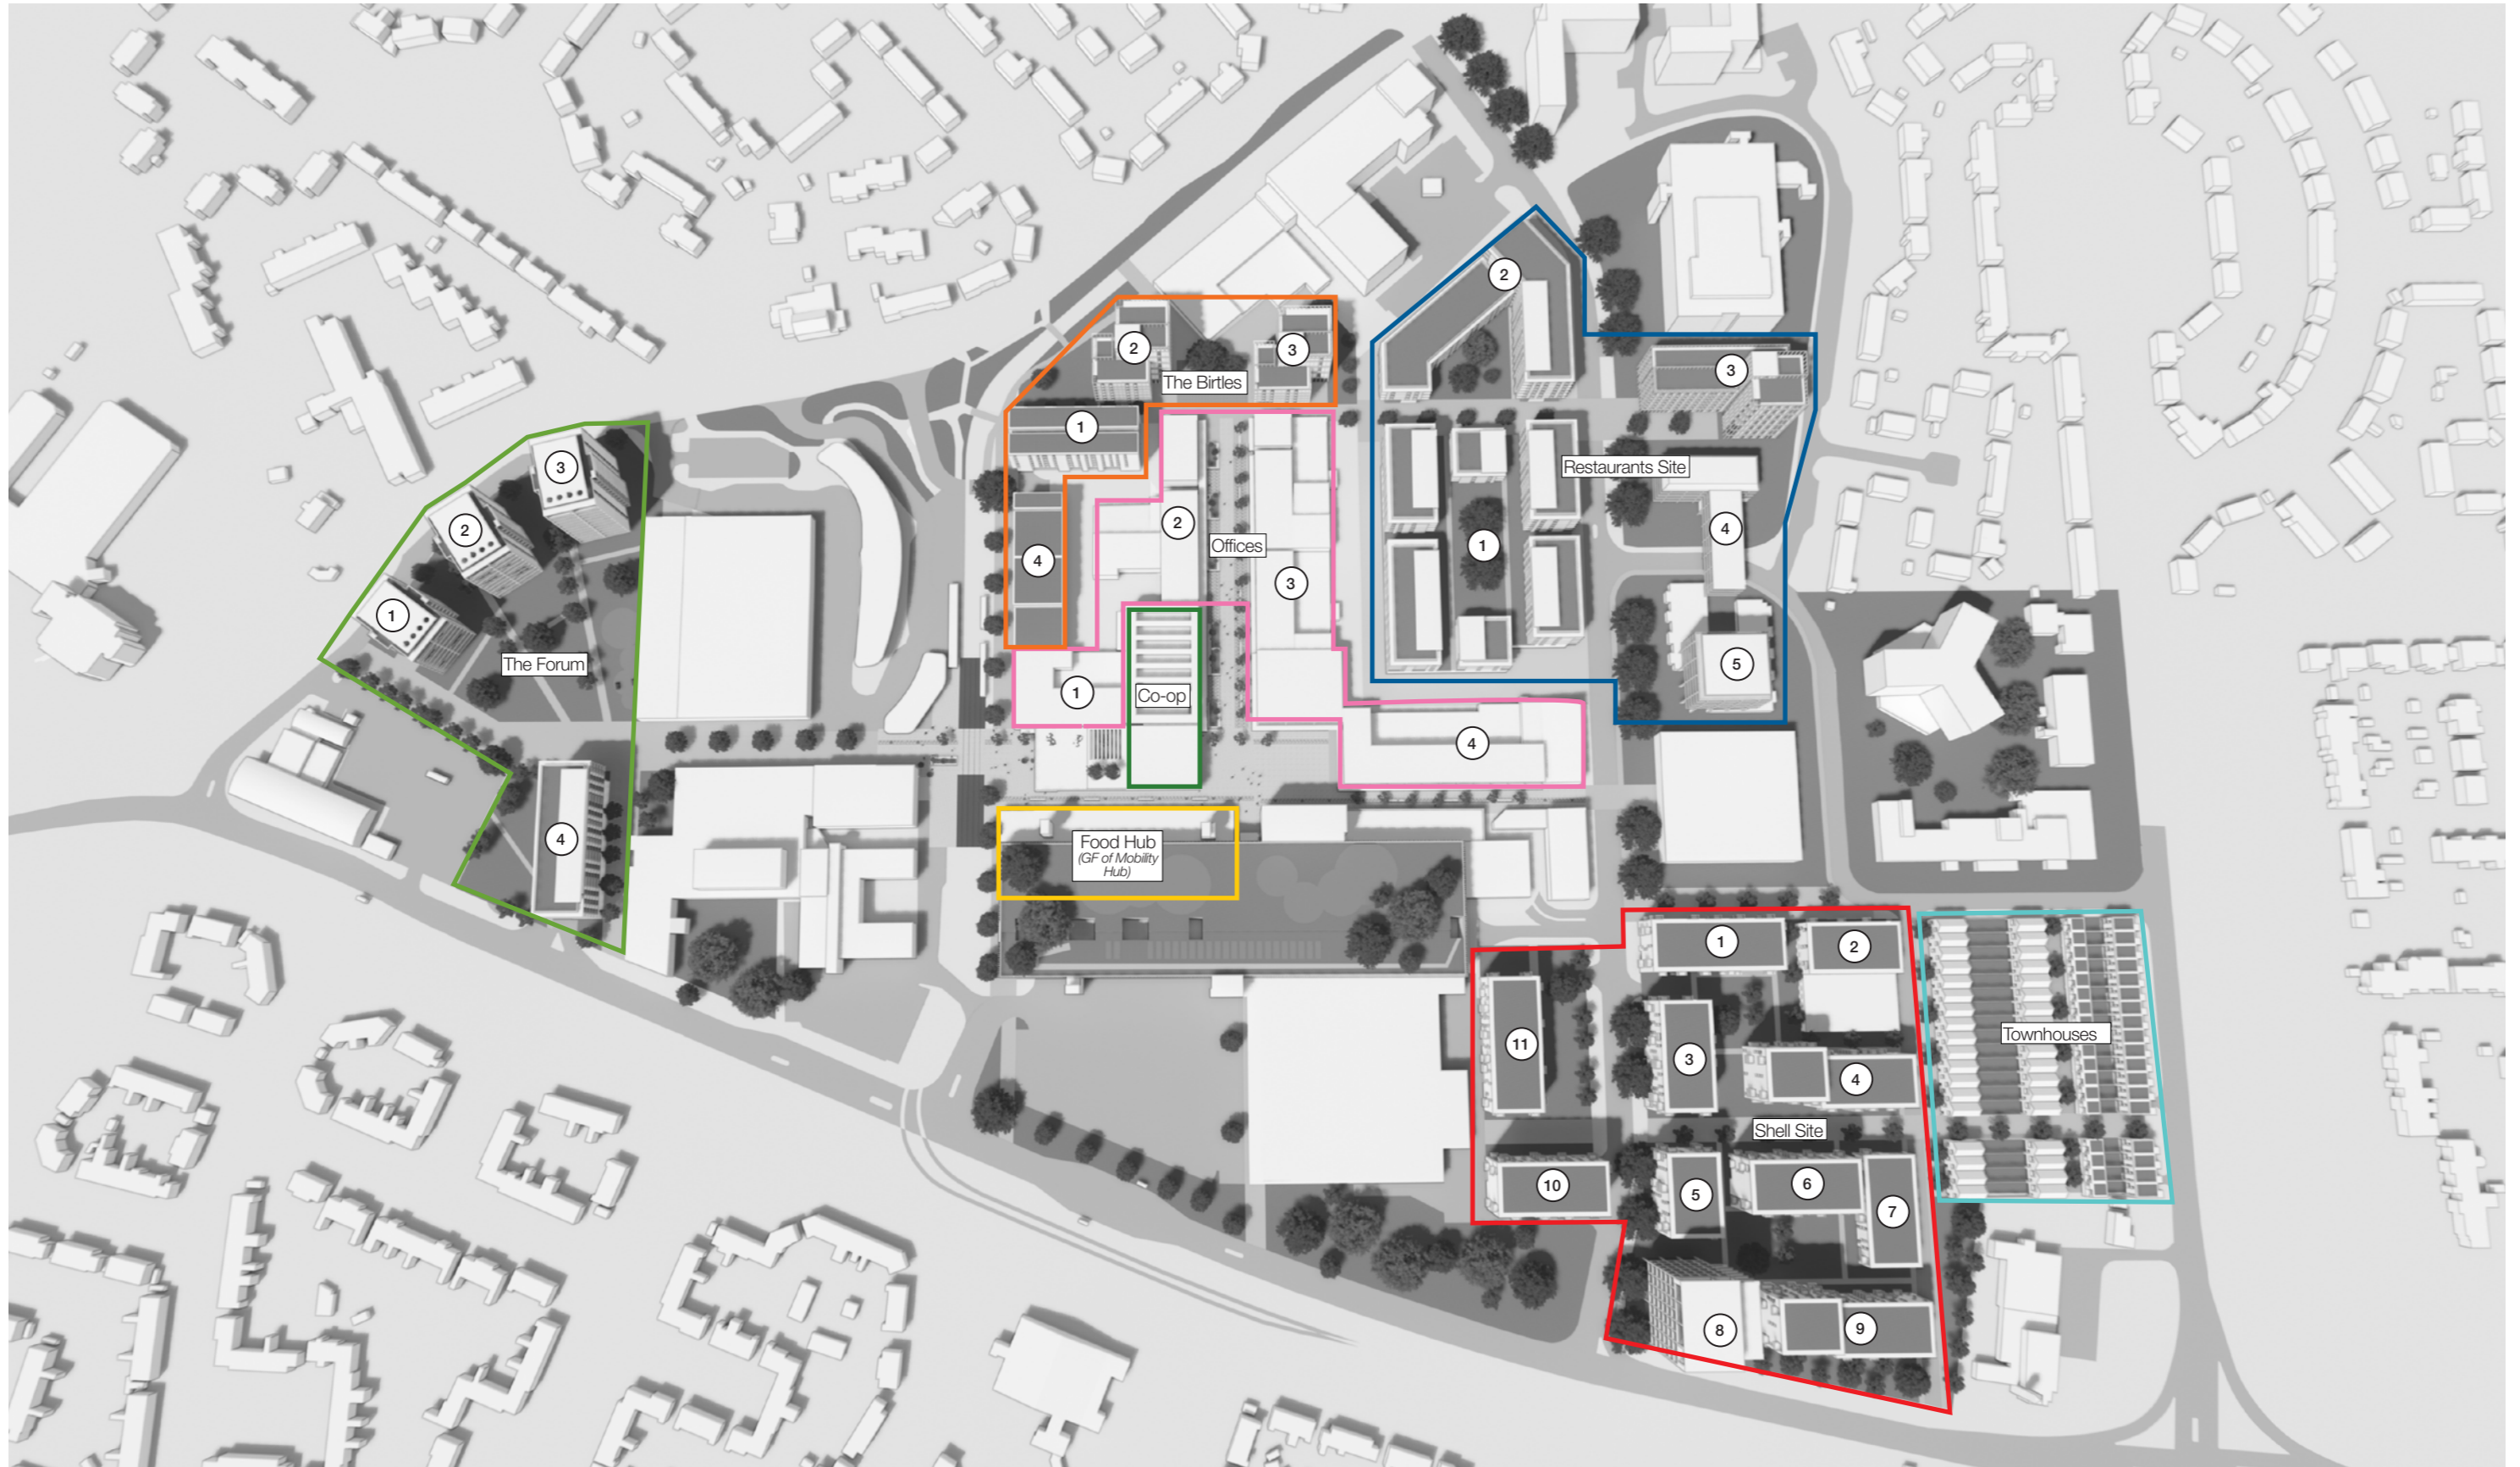 2
3
2
The Birtles
3
1
3
Restaurants Site
2
2
4
Offices
1
4
3
1
The Forum
5
1
Co-op
4
4
Food Hub
(GF of Mobility
Hub)
1
2
Townhouses
11
3
4
Shell Site
10
5
6
7
8
9